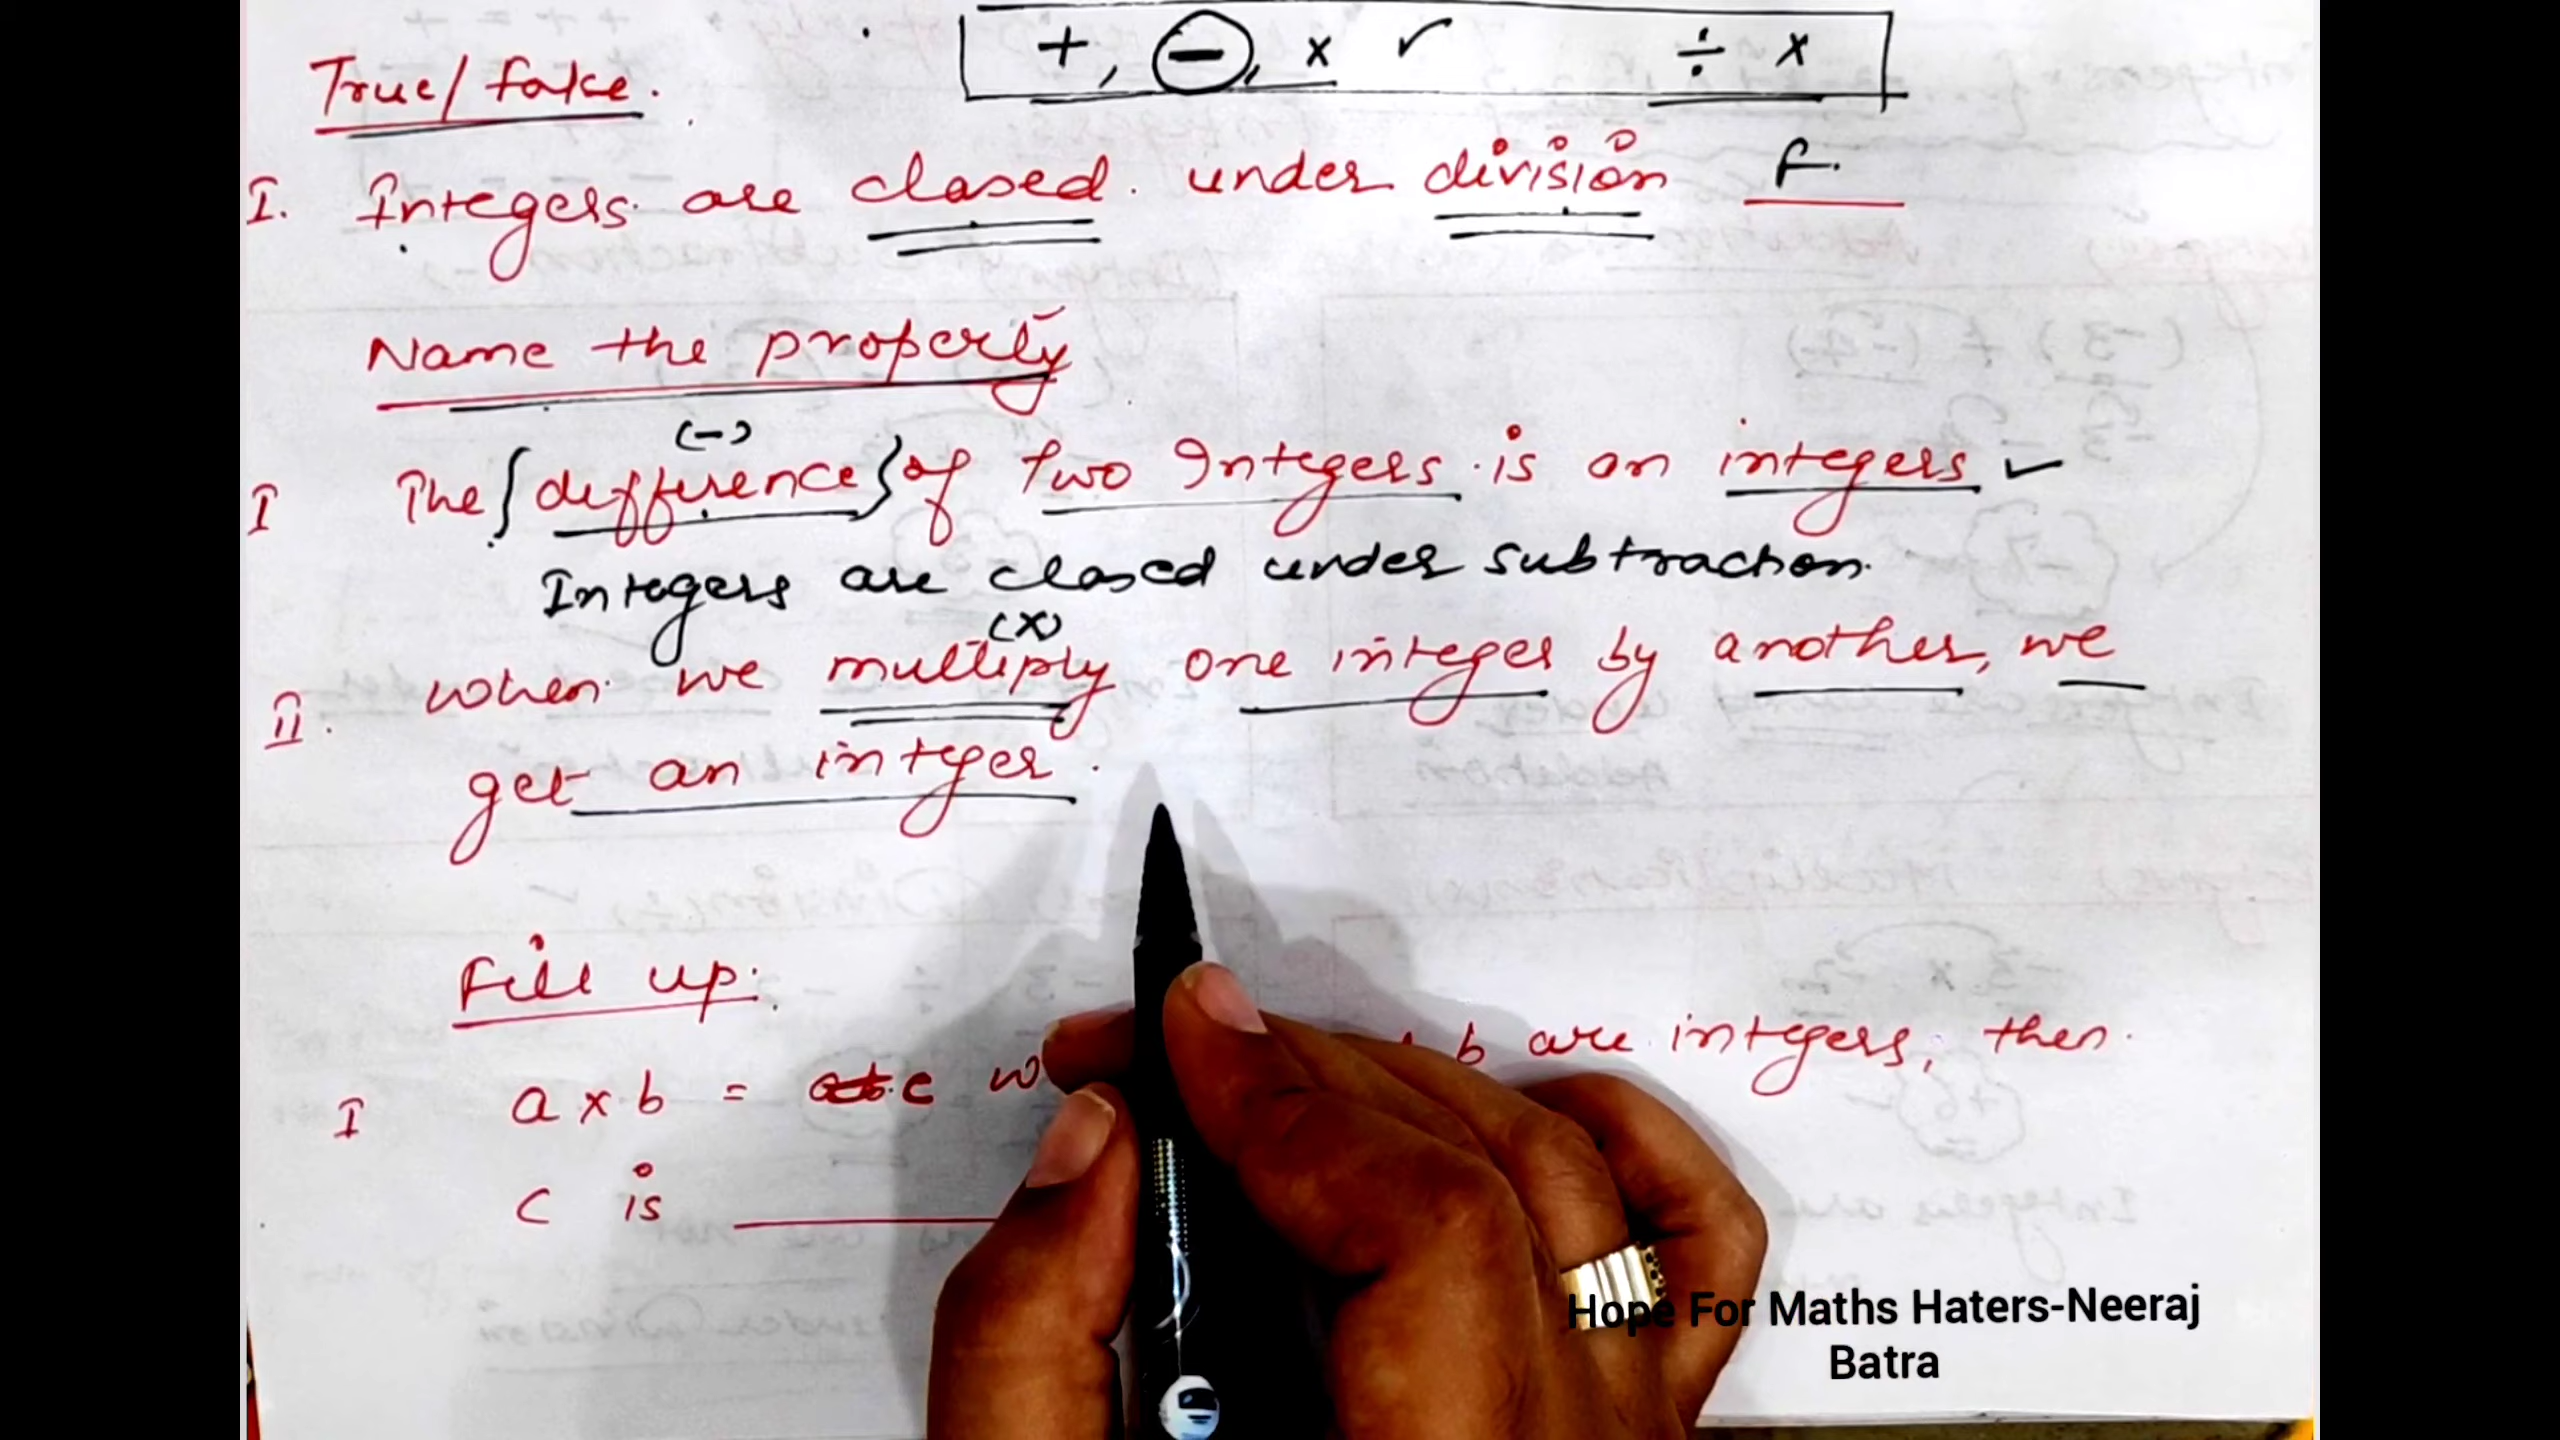 +, -, x ✓ ÷ x
True/false.
I. Integers are closed under division F.
Name the property
(-)
I The {difference} of two Integers is an integers ✓
Integers are closed under subtraction.
(x)
II. When we multiply one integer by another, we
get an integer.
Fill up:
I a x b = c b are integers, then
c is
Hope For Maths Haters-Neeraj
Batra